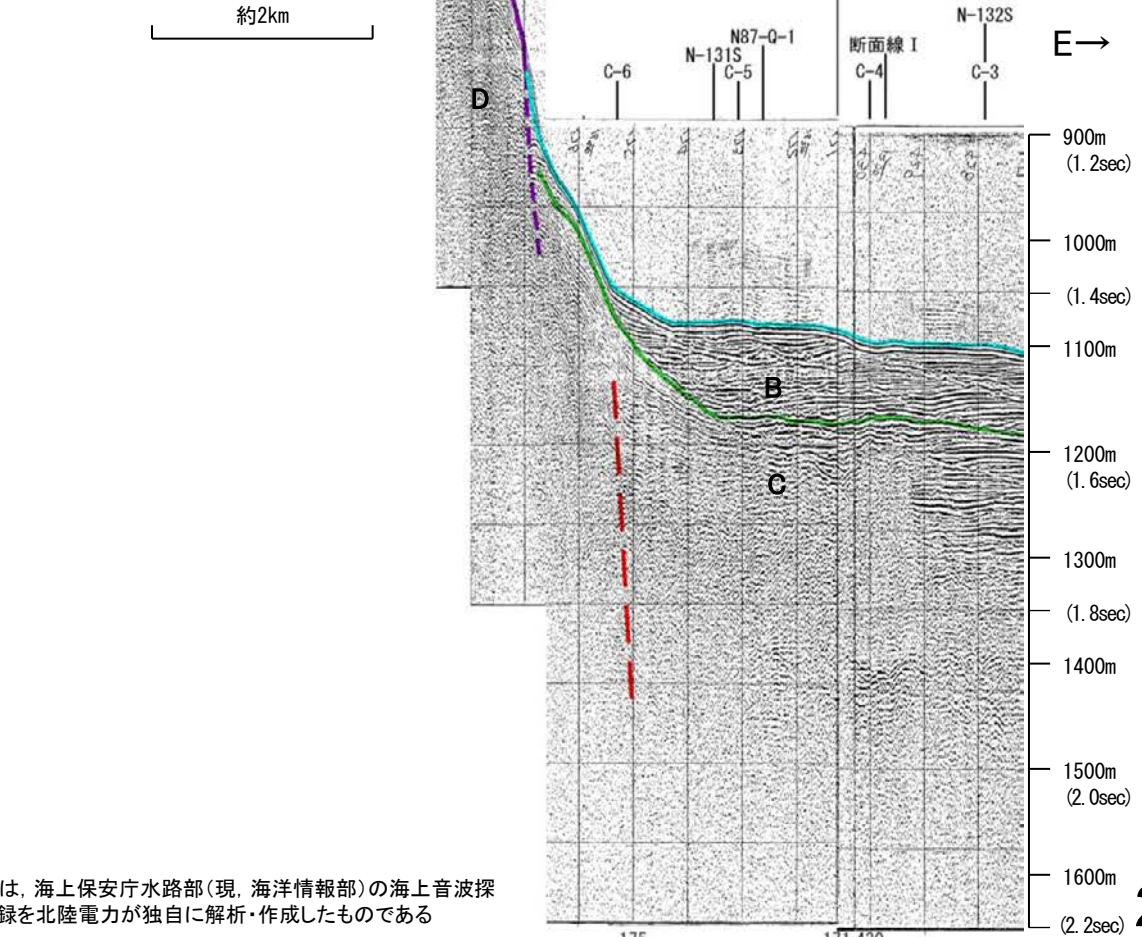 約2km
N-132S
N87-Q-1
断面線Ⅰ
E→
N-131S
C-6
C-5
C-4
C-3
D
900m
(1.2sec)
1000m
(1.4sec)
1100m
B
1200m
(1.6sec)
C
1300m
(1.8sec)
1400m
1500m
(2.0sec)
1600m
(2.2sec)
は，海上保安庁水路部（現，海洋情報部）の海上音波探
録を北陸電力が独自に解析・作成したものである